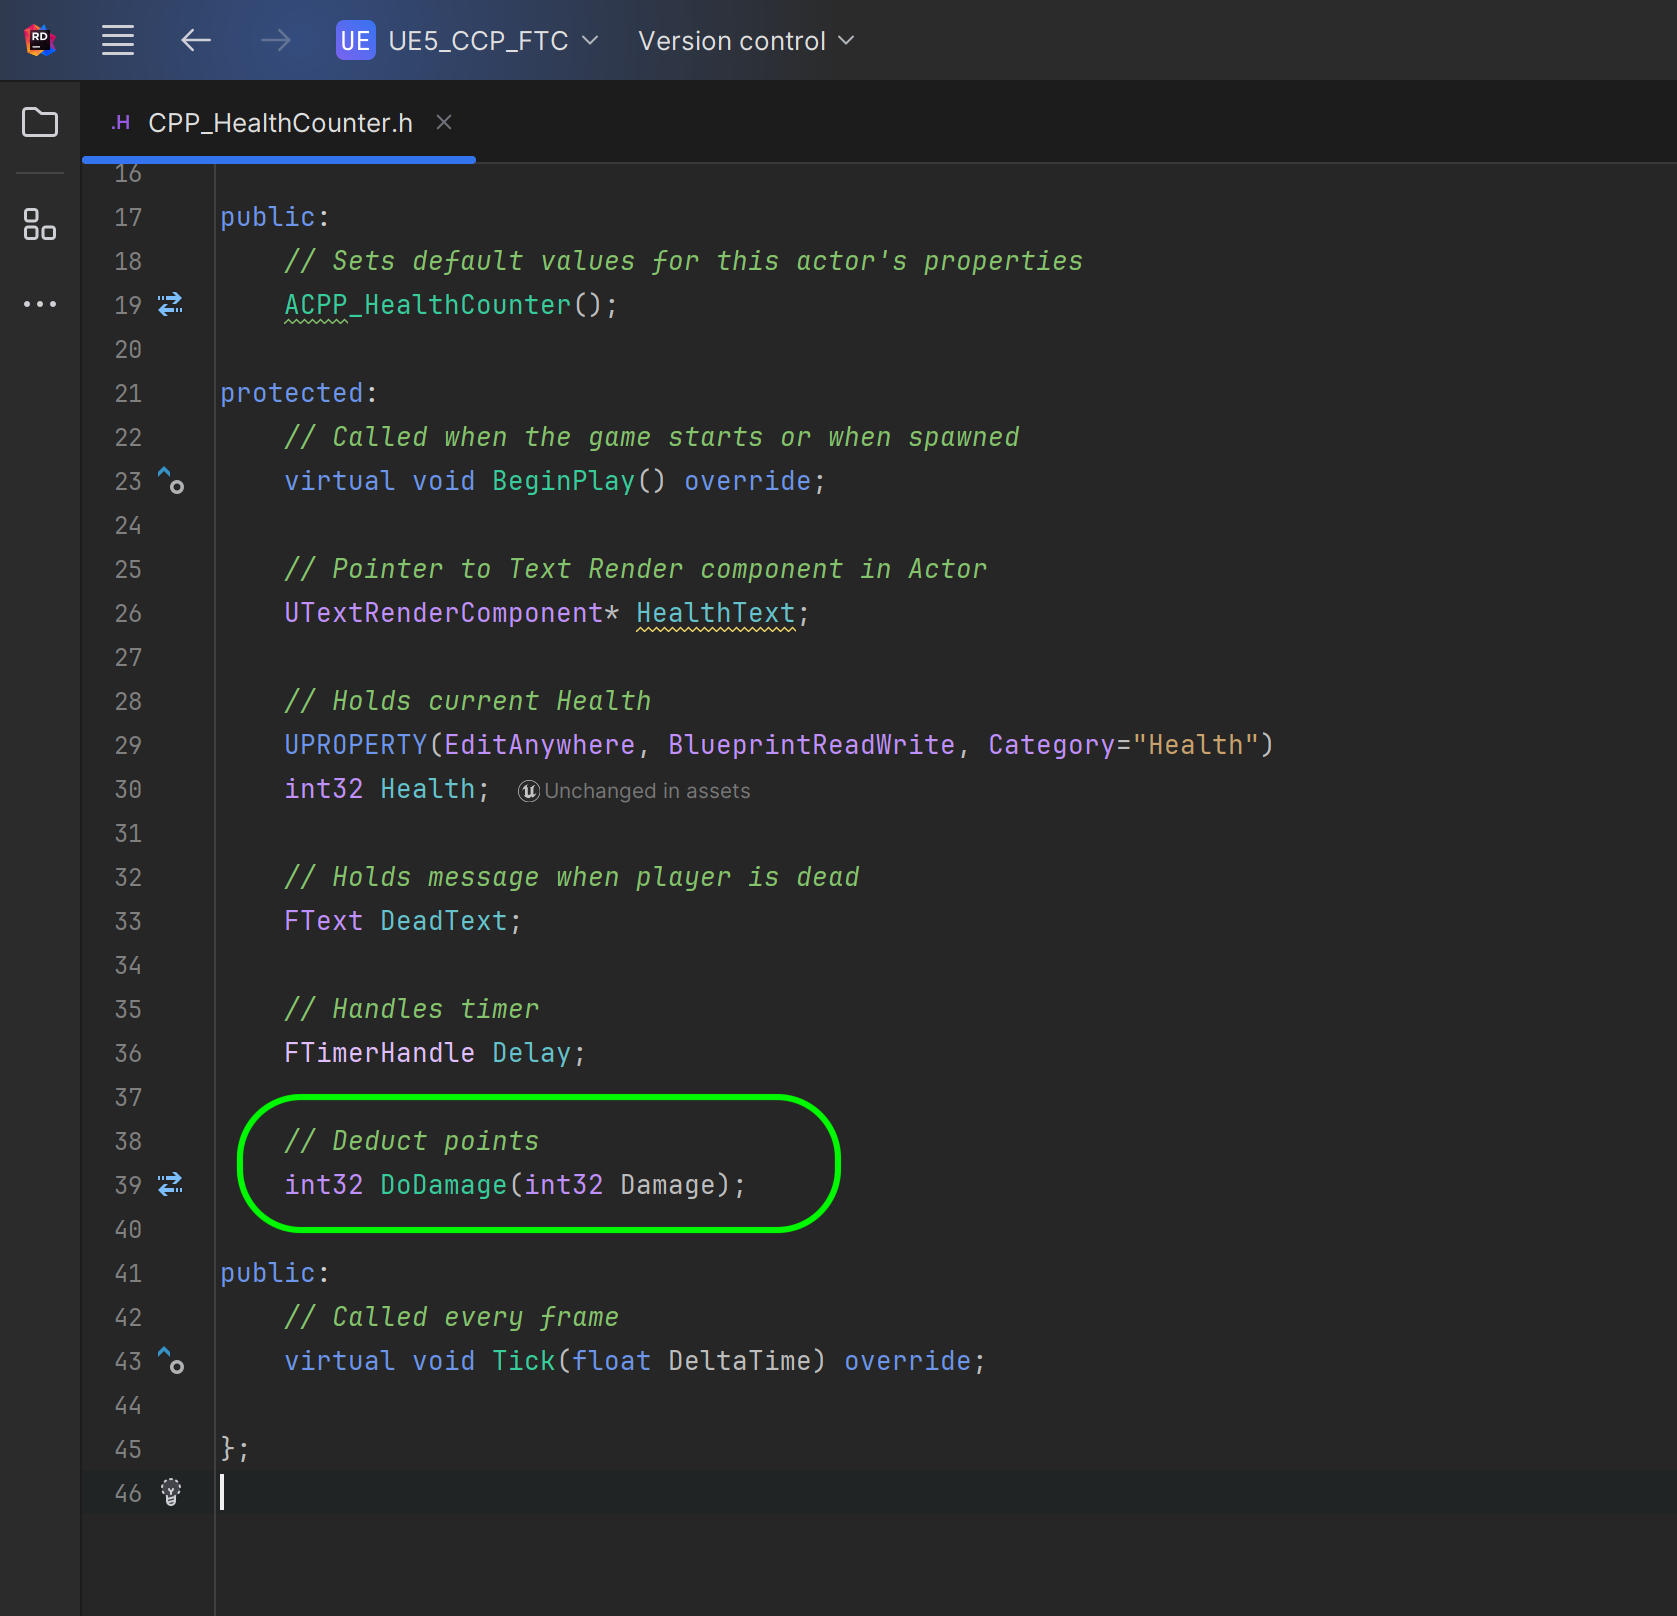 RD
UE UE5_CCP_FTC Version control
.H CPP_HealthCounter.h
16
17 public:
18 // Sets default values for this actor's properties
19 ACPP_HealthCounter();
20
21 protected:
22 // Called when the game starts or when spawned
23 virtual void BeginPlay() override;
24
25 // Pointer to Text Render component in Actor
26 UTextRenderComponent* HealthText;
27
28 // Holds current Health
29 UPROPERTY(EditAnywhere, BlueprintReadWrite, Category="Health")
30 int32 Health; Unchanged in assets
31
32 // Holds message when player is dead
33 FText DeadText;
34
35 // Handles timer
36 FTimerHandle Delay;
37
38 // Deduct points
39 int32 DoDamage(int32 Damage);
40
41 public:
42 // Called every frame
43 virtual void Tick(float DeltaTime) override;
44
45 };
46